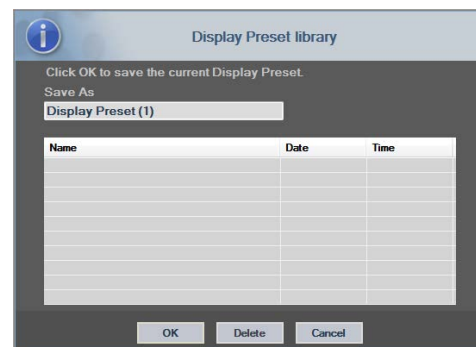 Display Preset library
Click OK to save the current Display Preset.
Save As
Display Preset (1)
Name Date Time
OK Delete Cancel